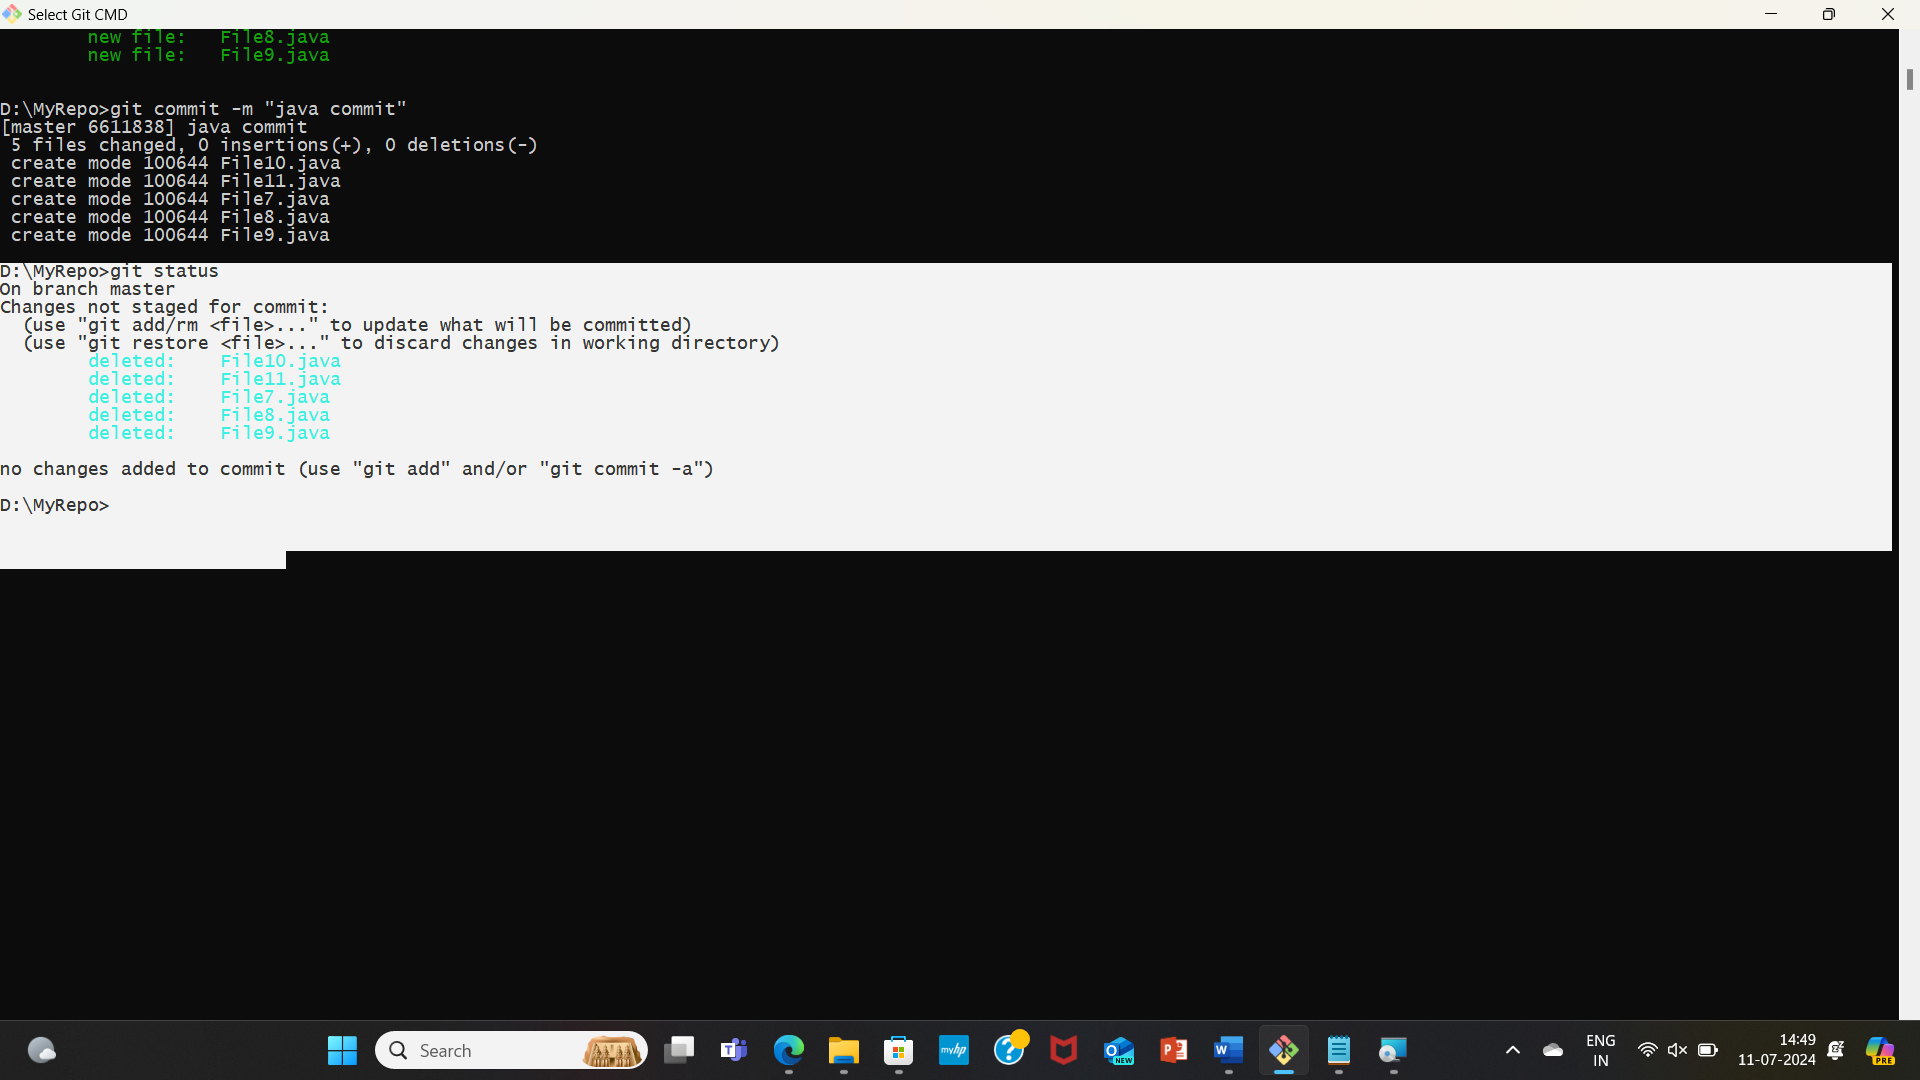 Select Git CMD
new file:   File8.java
new file:   File9.java
D:\MyRepo>git commit -m "java commit"
[master 6611838] java commit
5 files changed, 0 insertions(+), 0 deletions(-)
create mode 100644 File10.java
create mode 100644 File11.java
create mode 100644 File7.java
create mode 100644 File8.java
create mode 100644 File9.java
D:\MyRepo>git status
On branch master
Changes not staged for commit:
(use "git add/rm <file>..." to update what will be committed)
(use "git restore <file>..." to discard changes in working directory)
deleted:    File10.java
deleted:    File11.java
deleted:    File7.java
deleted:    File8.java
deleted:    File9.java
no changes added to commit (use "git add" and/or "git commit -a")
D:\MyRepo>
Search
myhp
NEW
ENG
IN
14:49
11-07-2024
PRE